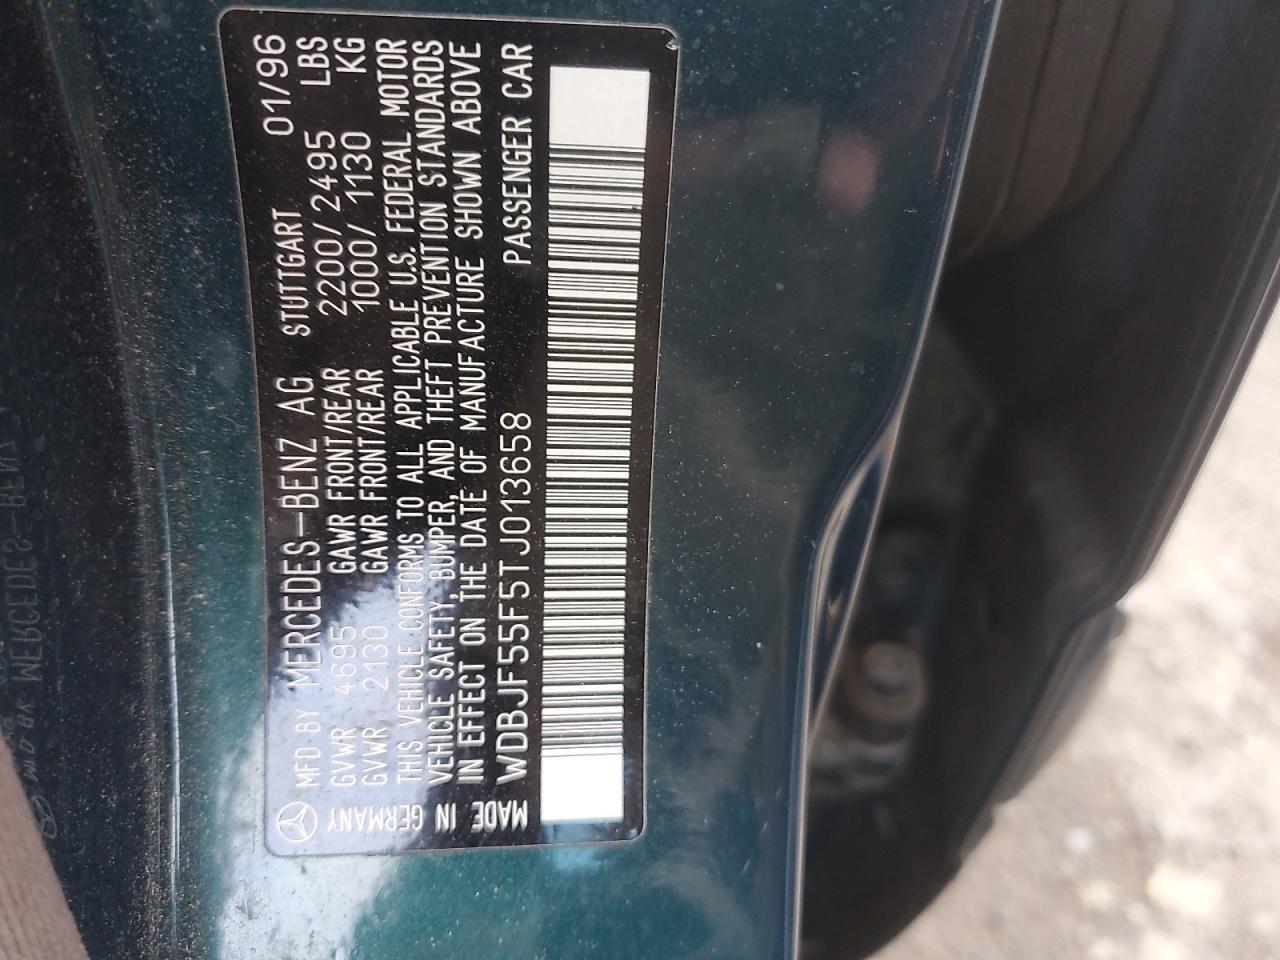 MFD BY MERCEDES-BENZ AG STUTTGART 01/96
GVWR 4695 GAWR FRONT/REAR 2200/2495 LBS
GVWR 2130 GAWR FRONT/REAR 1000/1130 KG
THIS VEHICLE CONFORMS TO ALL APPLICABLE U.S. FEDERAL MOTOR
VEHICLE SAFETY, BUMPER, AND THEFT PREVENTION STANDARDS
IN EFFECT ON THE DATE OF MANUFACTURE SHOWN ABOVE
WDBJF55F5TJ013658 PASSENGER CAR
MADE IN GERMANY